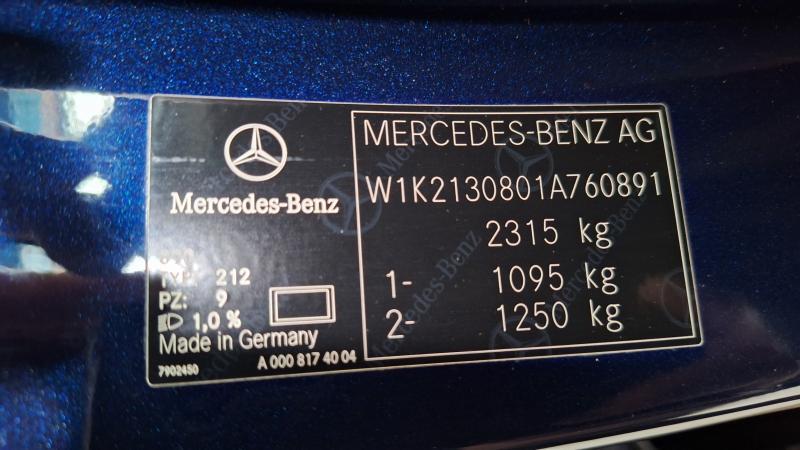 Mercedes-Benz
212
PZ: 9
1,0 %
Made in Germany
7902450
A 000 817 40 04
MERCEDES-BENZ AG
W1K2130801A760891
2315 kg
1- 1095 kg
2- 1250 kg